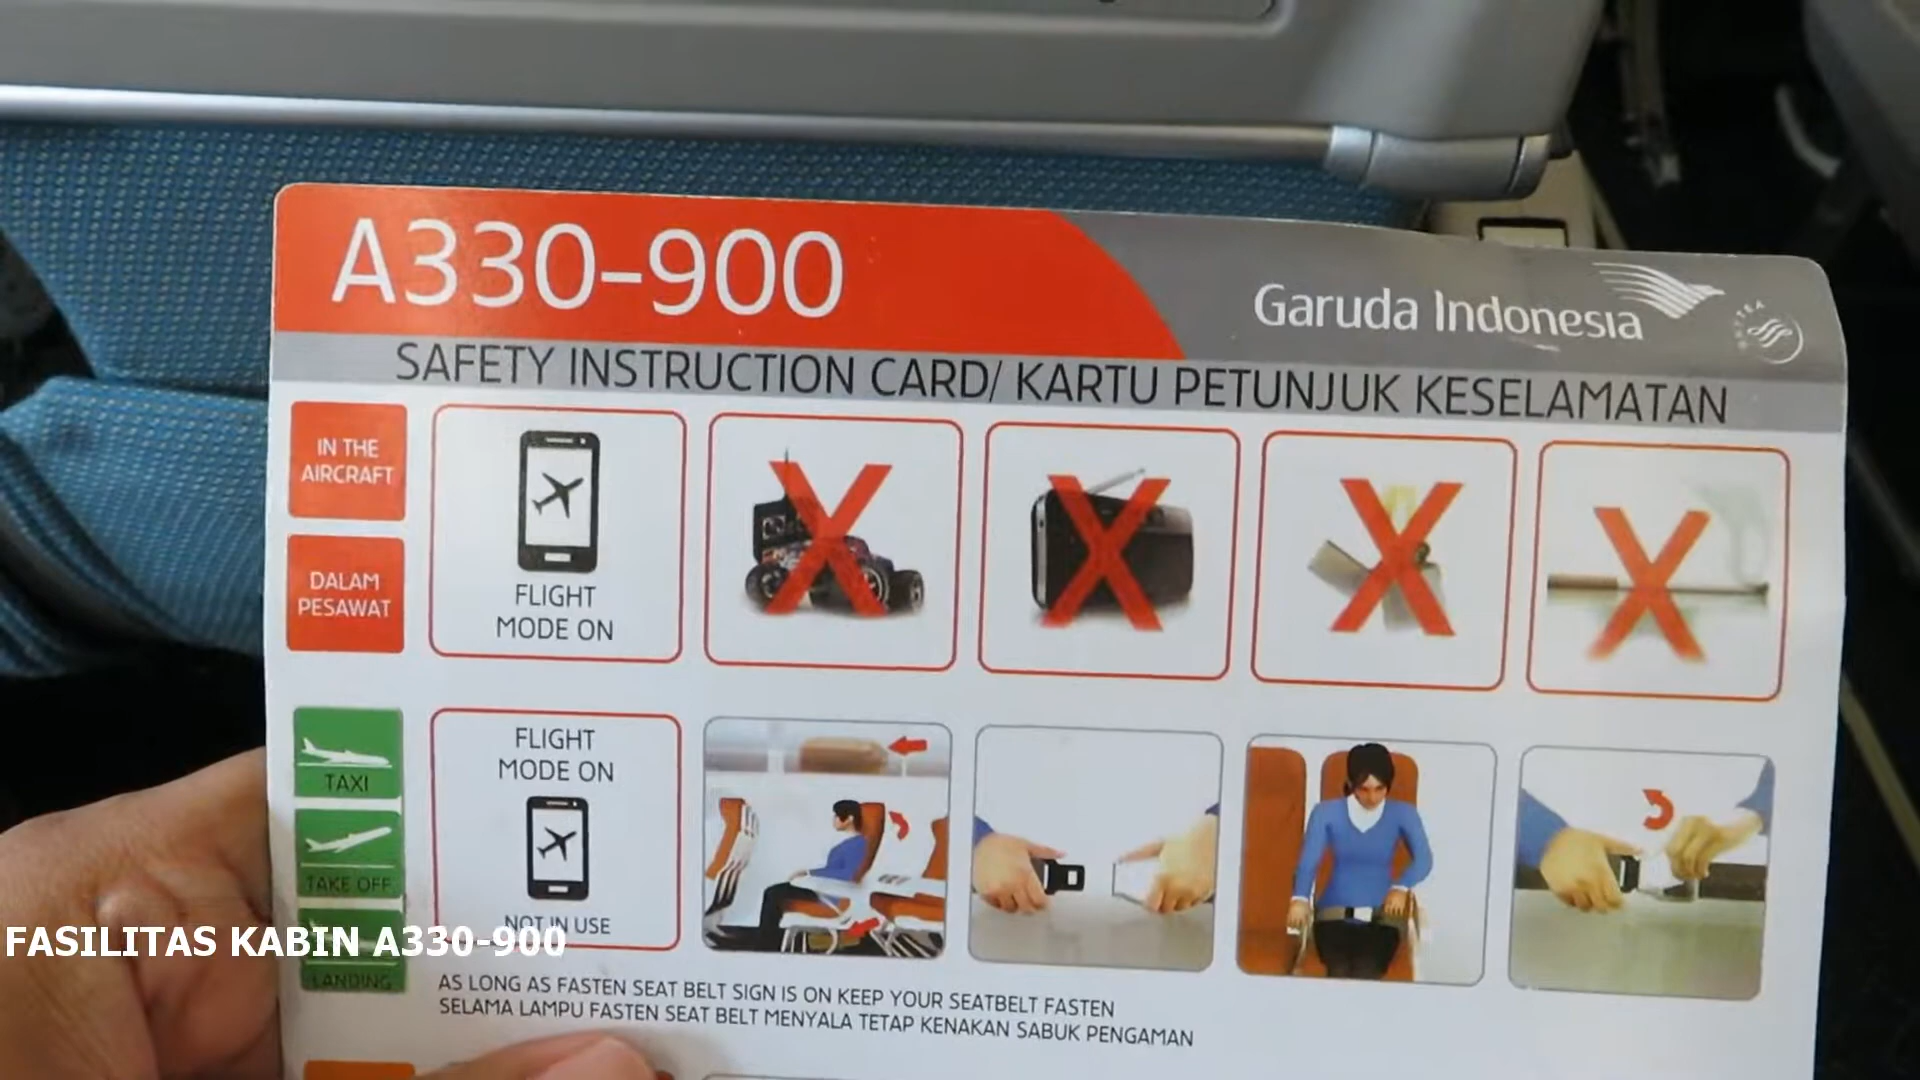 A330-900
Garuda Indonesia
SAFETY INSTRUCTION CARD/ KARTU PETUNJUK KESELAMATAN
IN THE
AIRCRAFT
DALAM
PESAWAT
FLIGHT
MODE ON
TAXI
TAKE OFF
LANDING
FLIGHT
MODE ON
NOT IN USE
FASILITAS KABIN A330-900
AS LONG AS FASTEN SEAT BELT SIGN IS ON KEEP YOUR SEATBELT FASTEN
SELAMA LAMPU FASTEN SEAT BELT MENYALA TETAP KENAKAN SABUK PENGAMAN